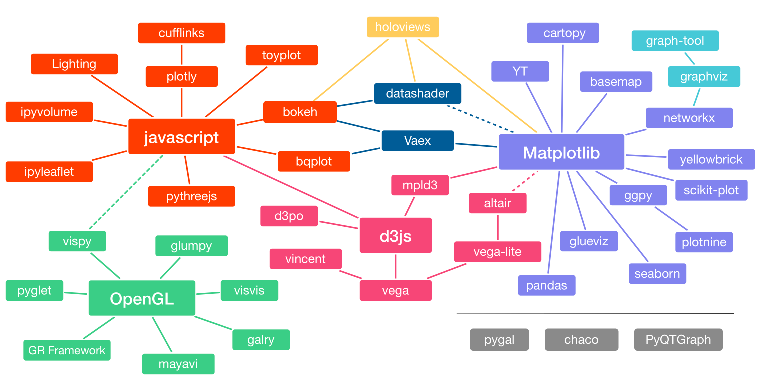 cufflinks
holoviews
cartopy
graph-tool
toyplot
Lighting
plotly
YT
basemap
graphviz
datashader
ipyvolume
bokeh
networkx
javascript
Vaex
Matplotlib
ipyleaflet
bqplot
yellowbrick
mpld3
scikit-plot
pythreejs
altair
ggpy
d3po
d3js
vispy
glumpy
glueviz
plotnine
vincent
vega-lite
seaborn
pyglet
OpenGL
visvis
vega
pandas
GR Framework
mayavi
galry
pygal
chaco
PyQTGraph